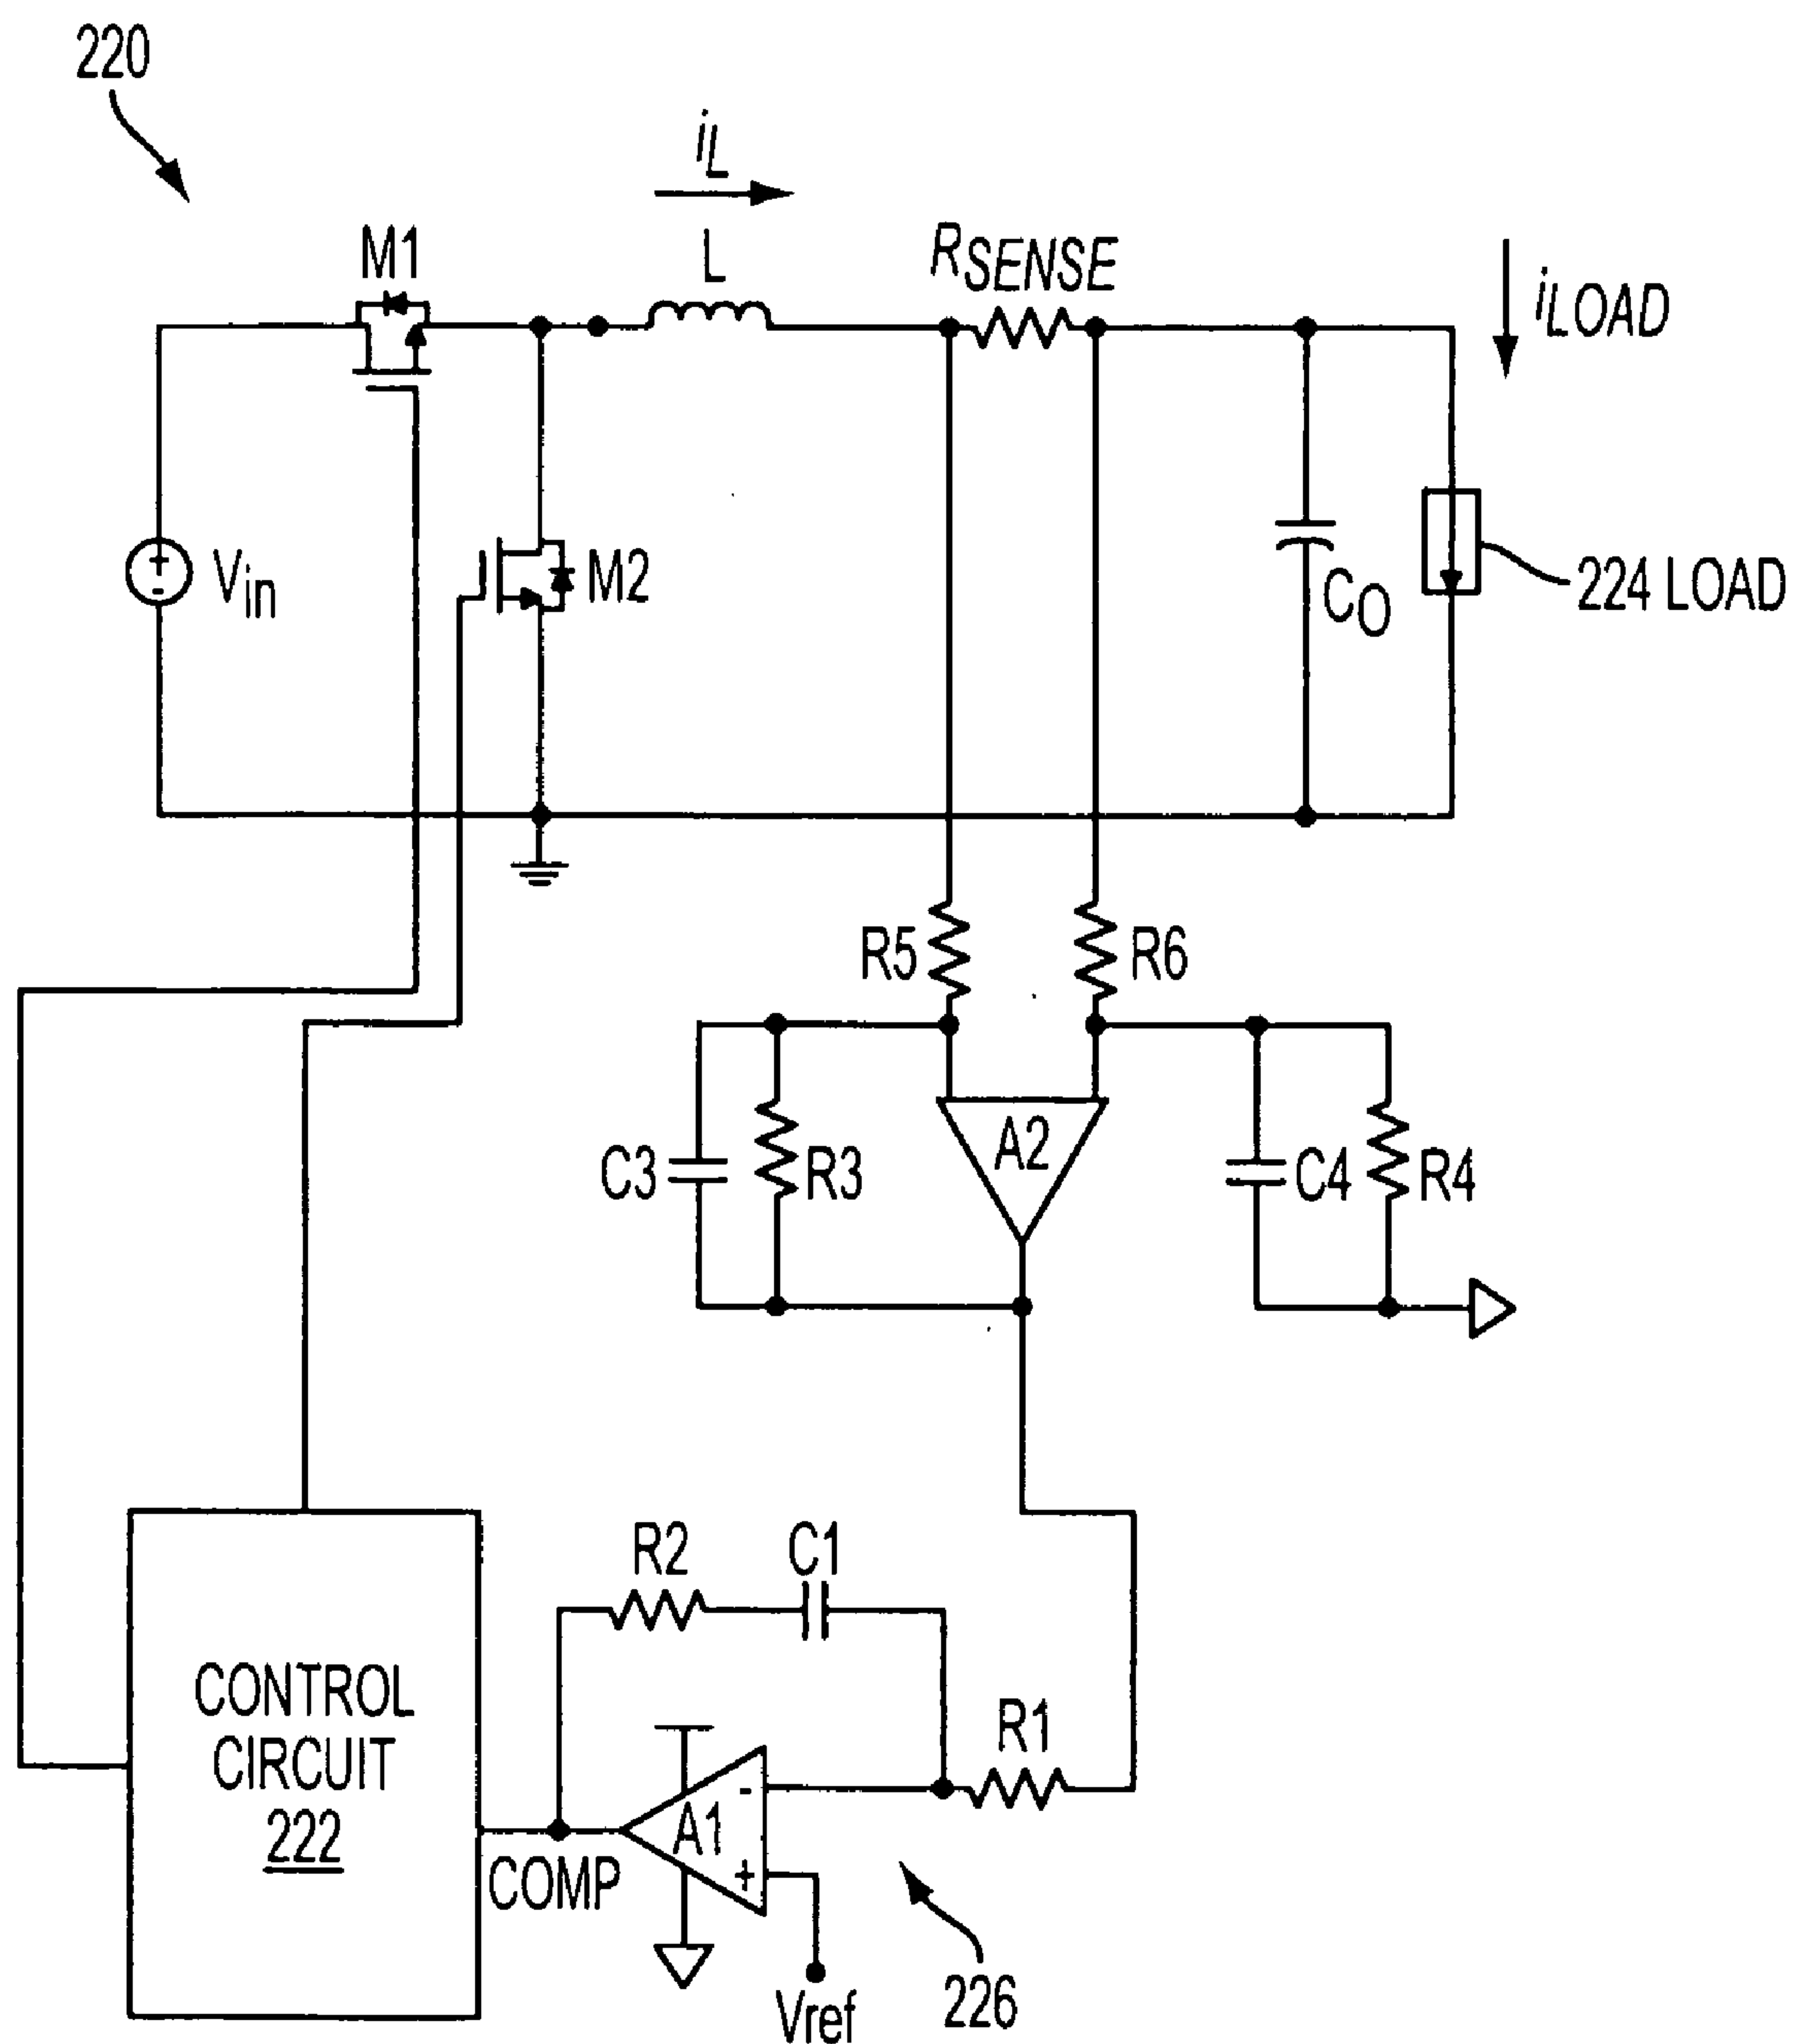 220
iL
M1
L
RSENSE
iLOAD
+
-
Vin
M2
CO
224 LOAD
R5
R6
C3
R3
A2
C4
R4
R2
C1
CONTROL
CIRCUIT
222
COMP
R1
-
A1
+
Vref
226